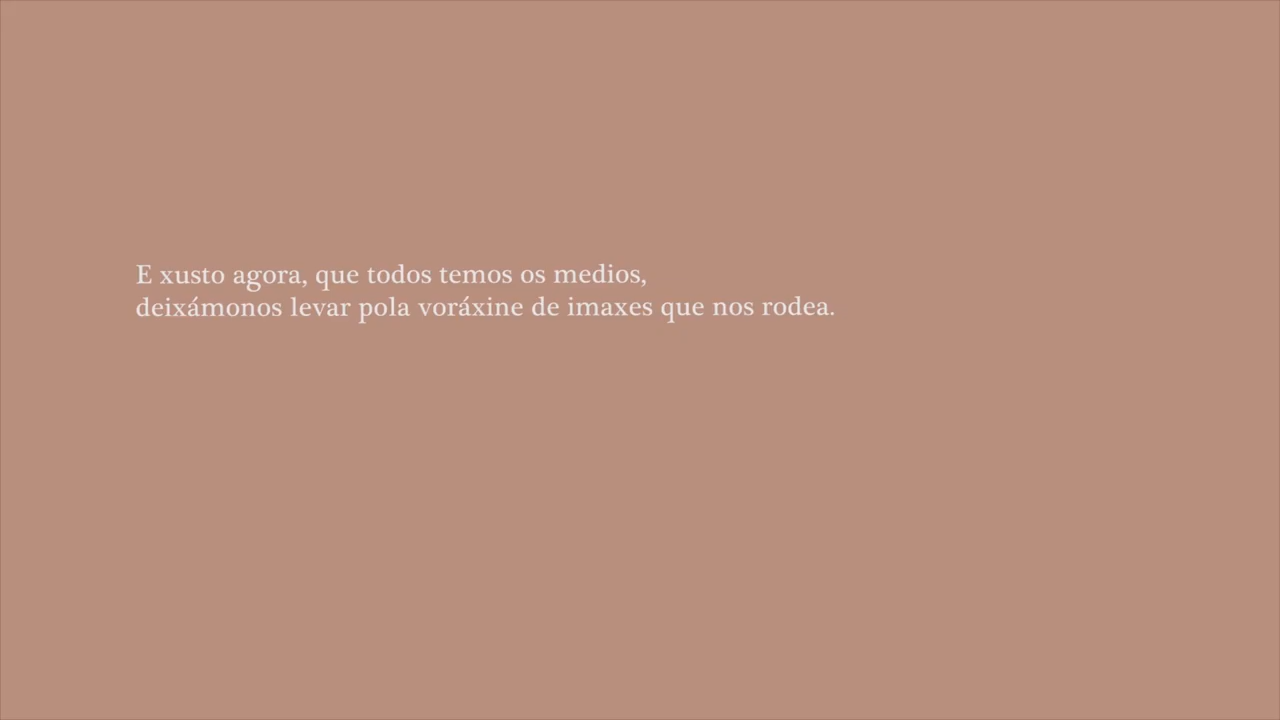 E xusto agora, que todos temos os medios,
deixámonos levar pola voráxine de imaxes que nos rodea.